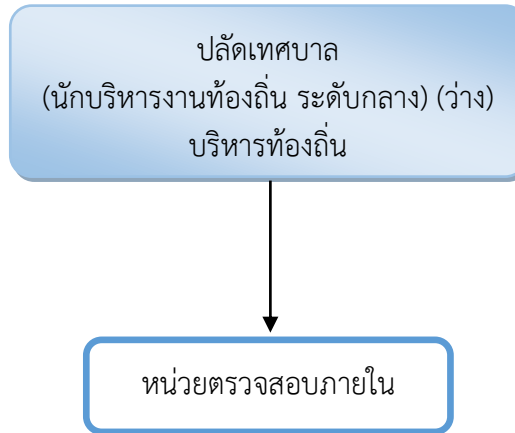 ปลัดเทศบาล
(นักบริหารงานท้องถิ่น ระดับกลาง) (ว่าง)
บริหารท้องถิ่น
หน่วยตรวจสอบภายใน